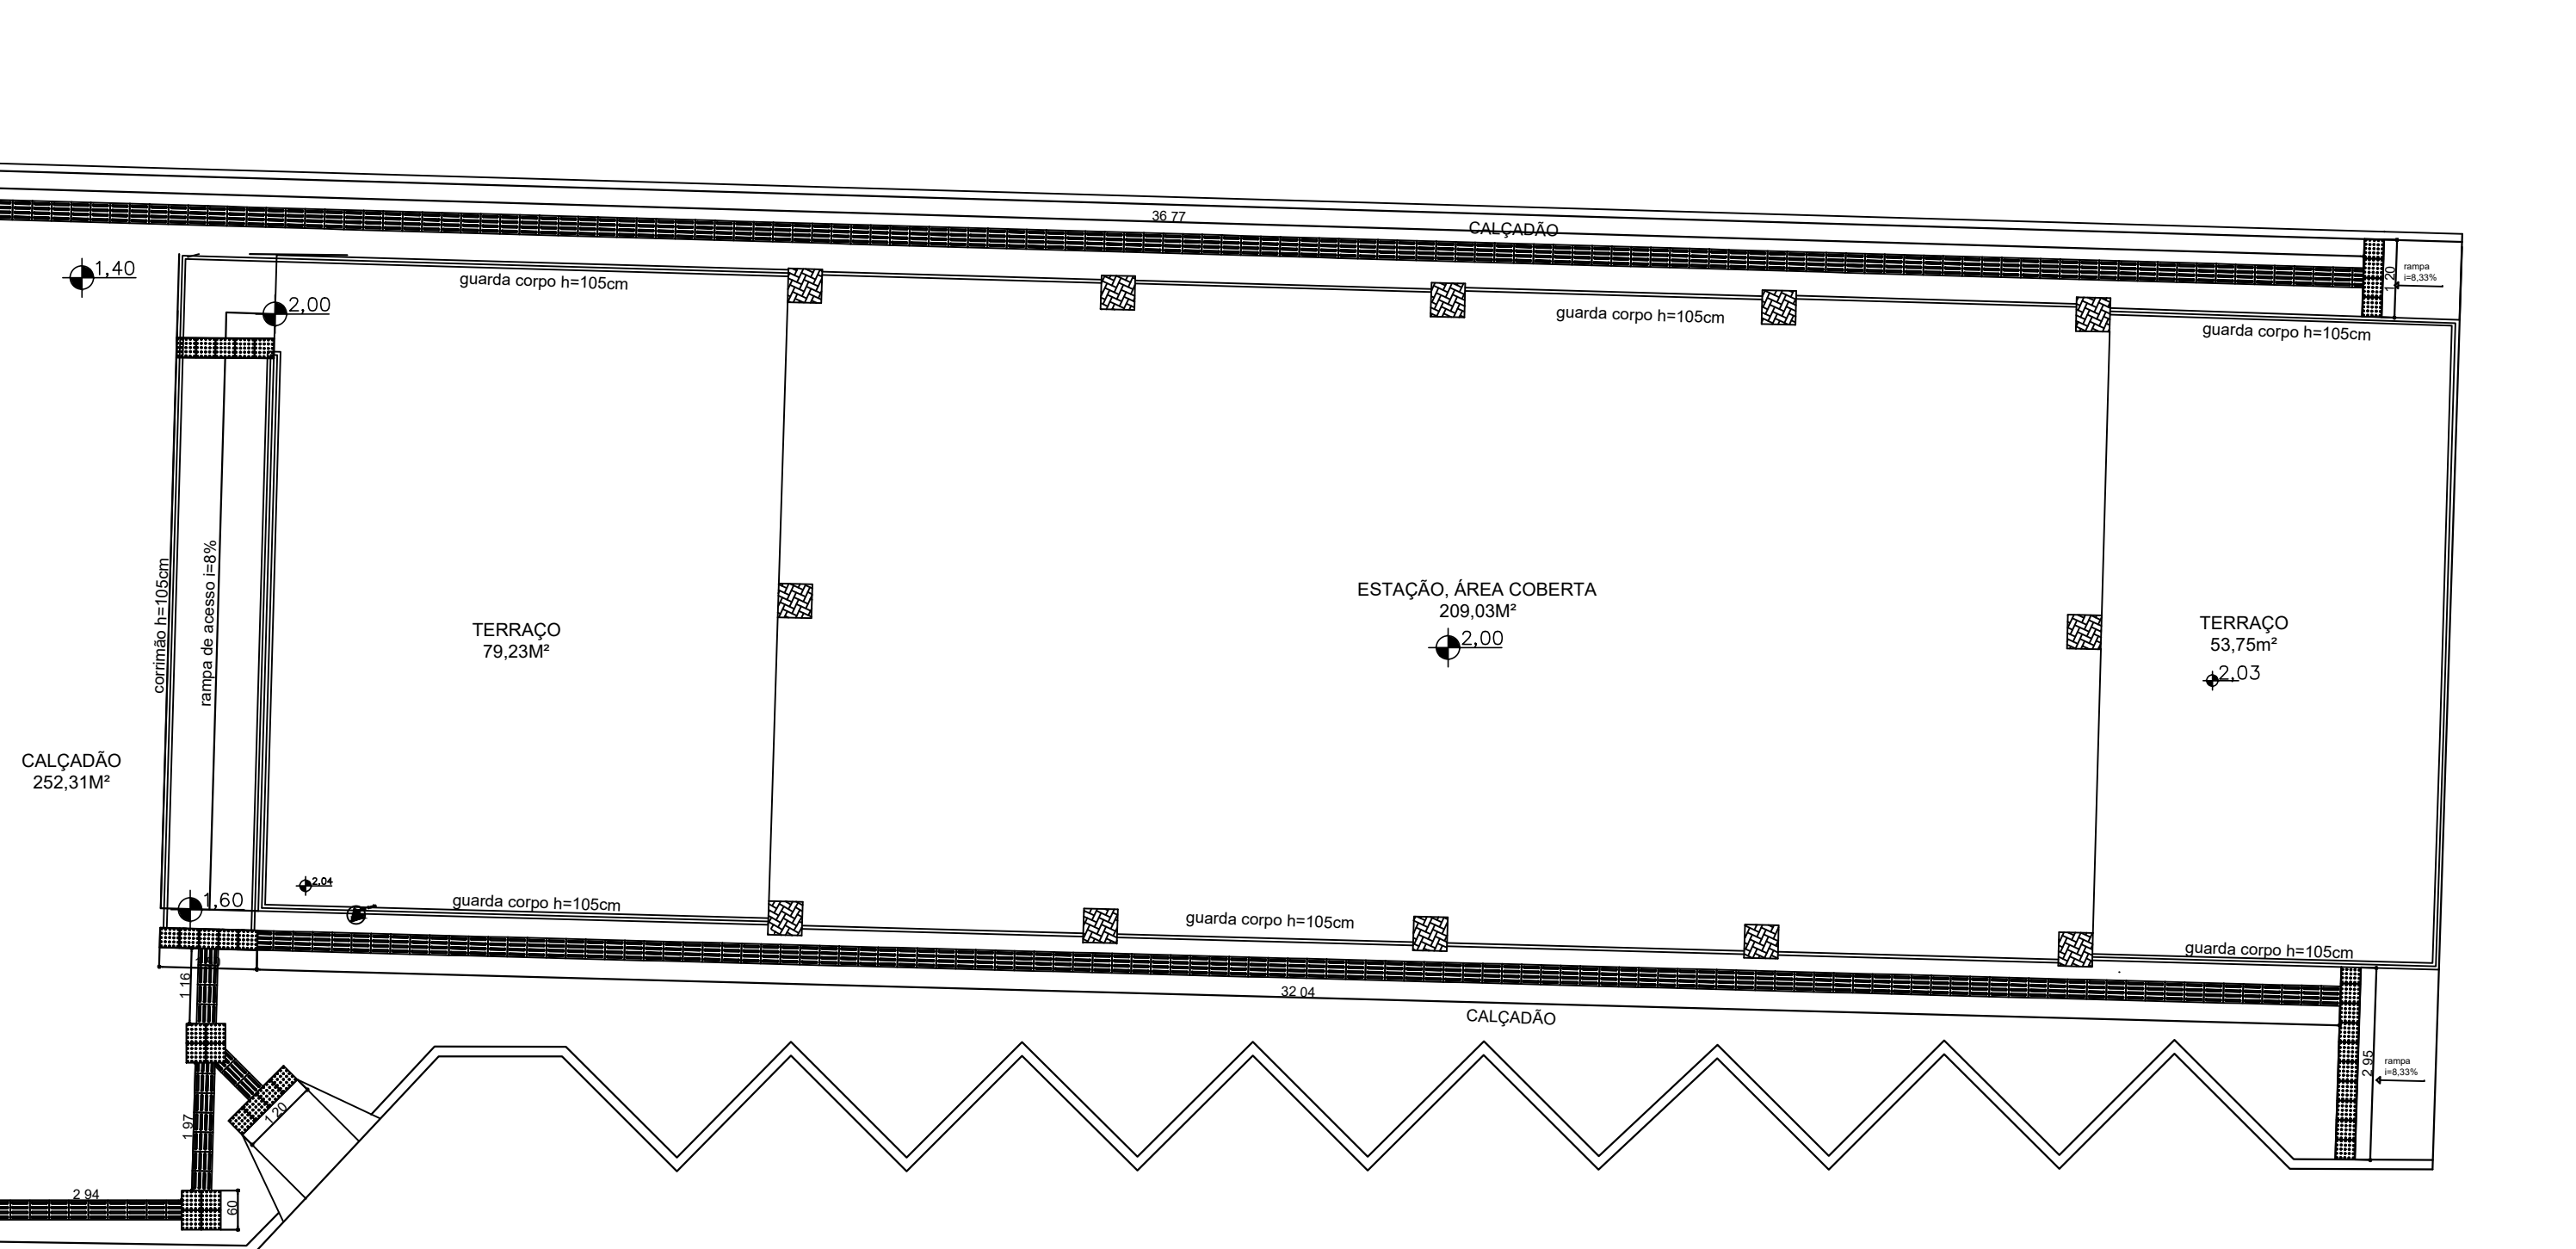 36 77
CALÇADÃO
1,40
guarda corpo h=105cm
2,00
guarda corpo h=105cm
guarda corpo h=105cm
1 20
rampa
i=8,33%
corrimão h=105cm
rampa de acesso i=8%
TERRAÇO
79,23M²
ESTAÇÃO, ÁREA COBERTA
209,03M²
2,00
TERRAÇO
53,75m²
2,03
CALÇADÃO
252,31M²
2,04
1,60
guarda corpo h=105cm
guarda corpo h=105cm
guarda corpo h=105cm
1 16
32 04
CALÇADÃO
2 95
rampa
i=8,33%
1 20
1 97
2 94
60